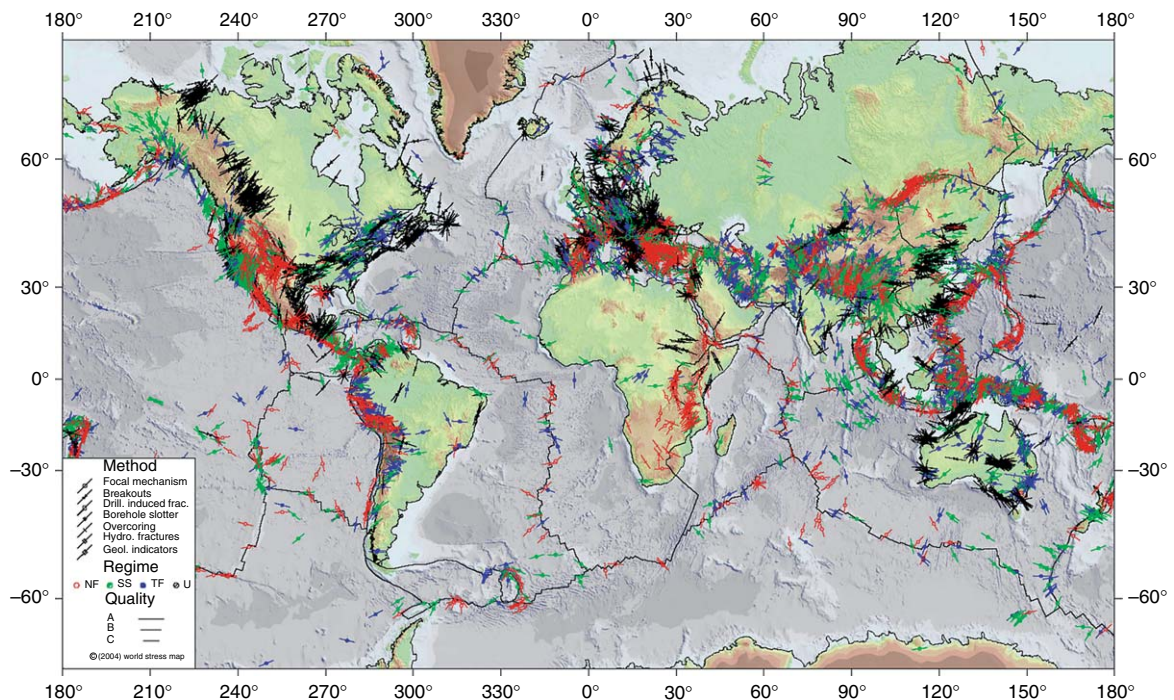 180° 210° 240° 270° 300° 330° 0° 30° 60° 90° 120° 150° 180°
60° 60°
30° 30°
0° 0°
−30° −30°
−60° −60°
Method
Focal mechanism
Breakouts
Drill. induced frac.
Borehole slotter
Overcoring
Hydro. fractures
Geol. indicators
Regime
NF SS TF U
Quality
A
B
C
©(2004) world stress map
180° 210° 240° 270° 300° 330° 0° 30° 60° 90° 120° 150° 180°